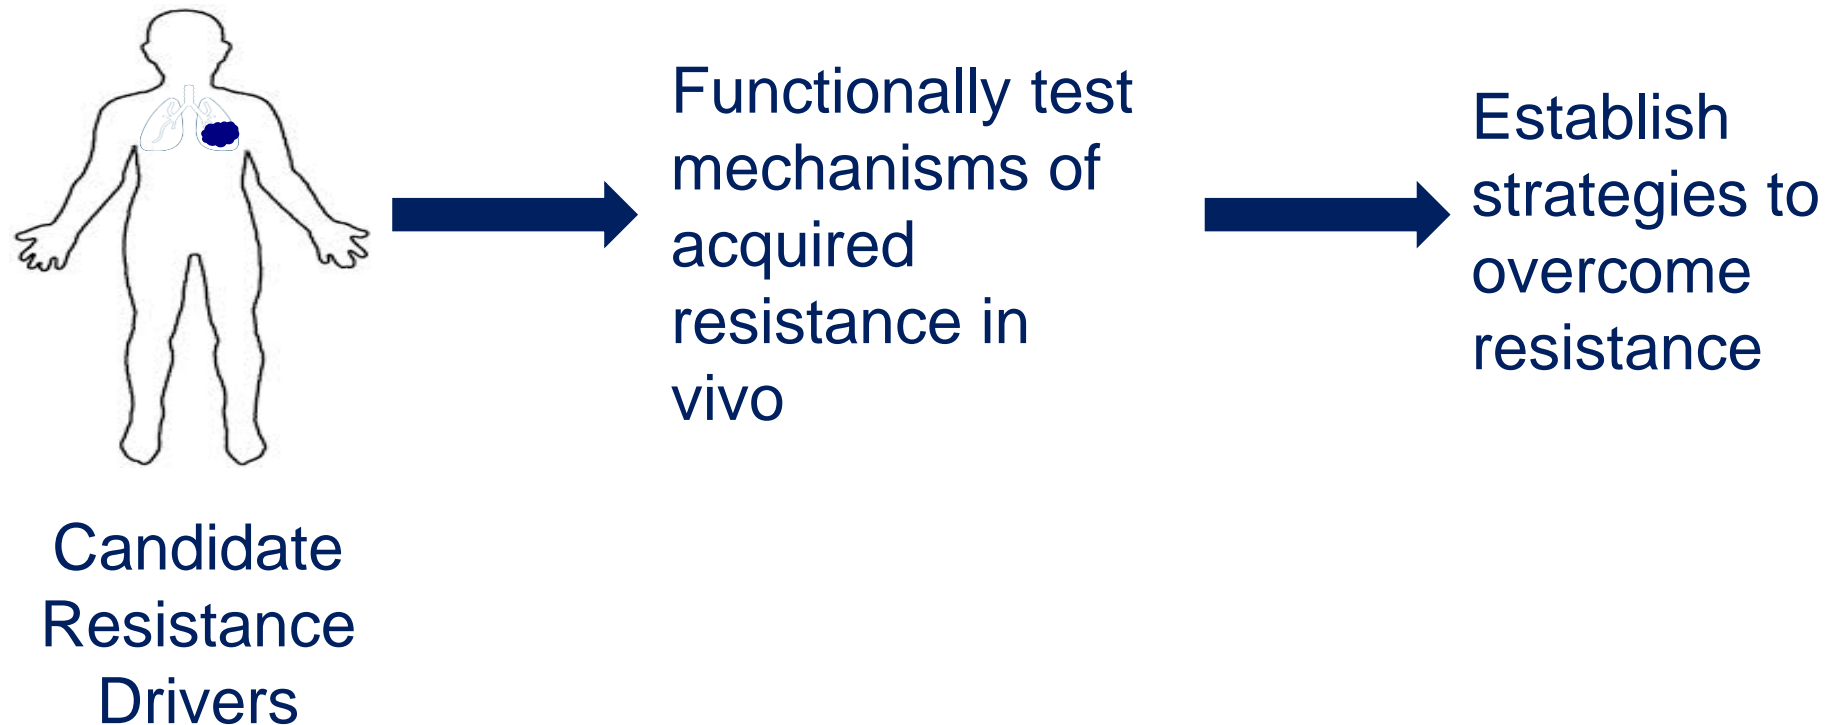 Functionally test
mechanisms of
acquired
resistance in
vivo
Establish
strategies to
overcome
resistance
Candidate
Resistance
Drivers